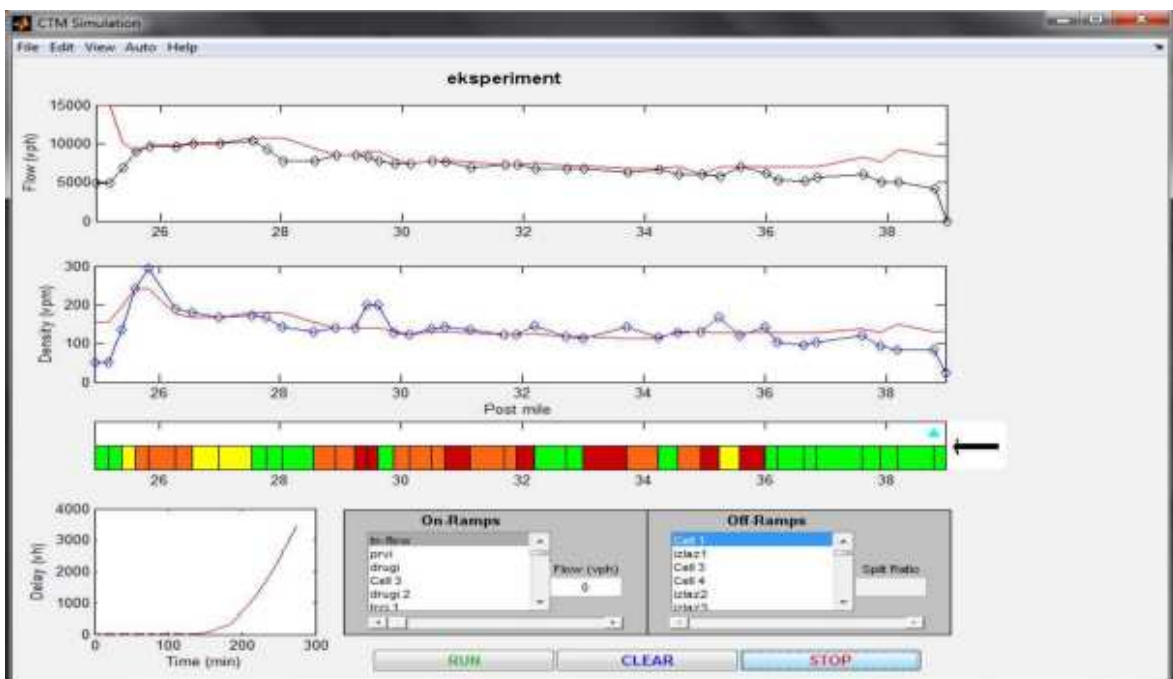 CTM Simulation
File Edit View Auto Help
eksperiment
15000
10000
5000
0
Flow (vph)
26 28 30 32 34 36 38
300
200
100
0
Density (vpm)
26 28 30 32 34 36 38
Post mile
26 28 30 32 34 36 38
4000
3000
2000
1000
0
Delay (vh)
0 100 200 300
Time (min)
On-Ramps
In-flow
prvi
drugi
Cell 3
drugi 2
Flow (vph)
0
Off-Ramps
Cell 1
izlaz1
Cell 3
Cell 4
izlaz2
izlaz3
Split Ratio
RUN CLEAR STOP